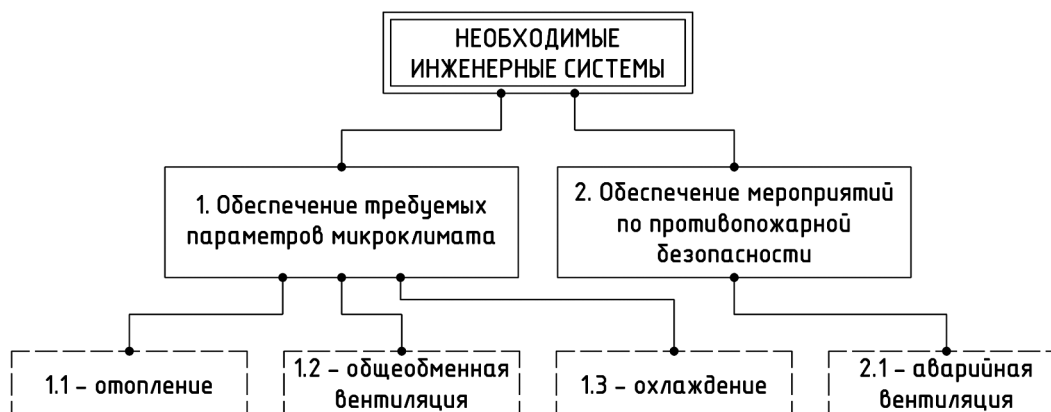 НЕОБХОДИМЫЕ
ИНЖЕНЕРНЫЕ СИСТЕМЫ
1. Обеспечение требуемых
параметров микроклимата
2. Обеспечение мероприятий
по противопожарной
безопасности
1.1 – отопление
1.2 – общеобменная
вентиляция
1.3 – охлаждение
2.1 – аварийная
вентиляция